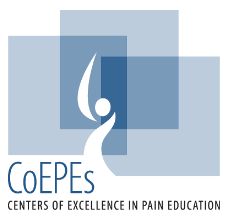 CoEPEs
CENTERS OF EXCELLENCE IN PAIN EDUCATION